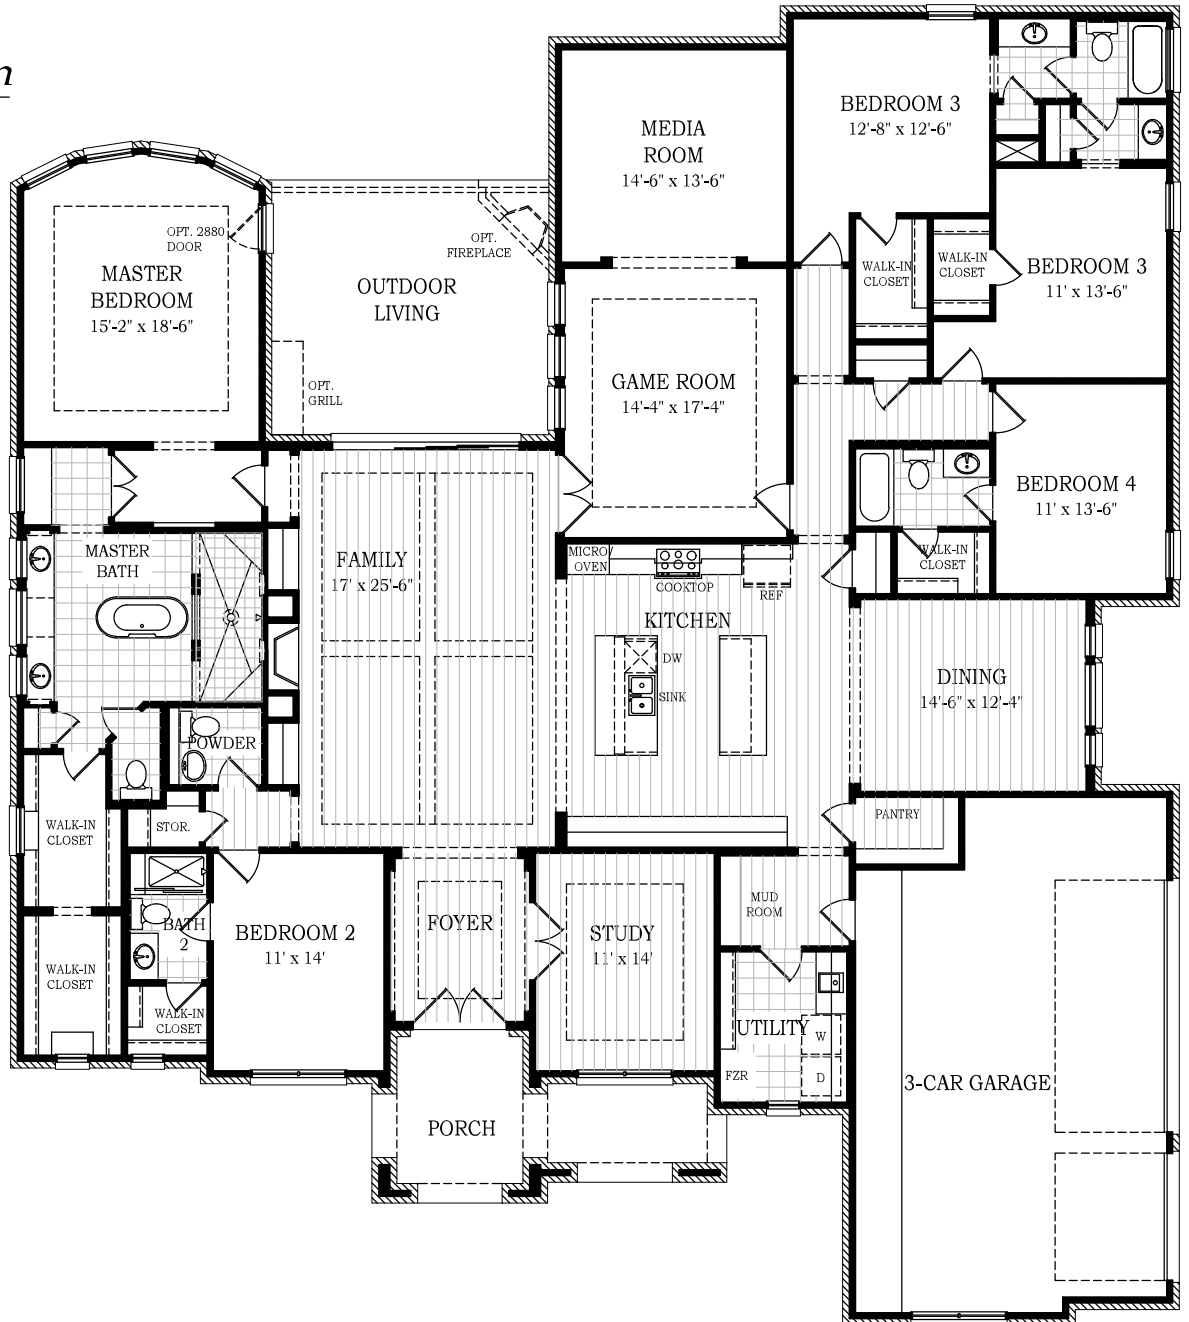 n
BEDROOM 3
12'-8" x 12'-6"
MEDIA
ROOM
14'-6" x 13'-6"
OPT. 2880
DOOR
MASTER
BEDROOM
15'-2" x 18'-6"
OPT.
FIREPLACE
OUTDOOR
LIVING
OPT.
GRILL
WALK-IN
CLOSET
WALK-IN
CLOSET
BEDROOM 3
11' x 13'-6"
GAME ROOM
14'-4" x 17'-4"
BEDROOM 4
11' x 13'-6"
WALK-IN
CLOSET
MASTER
BATH
FAMILY
17' x 25'-6"
MICRO/
OVEN
COOKTOP
REF
KITCHEN
DW
SINK
DINING
14'-6" x 12'-4"
POWDER
STOR.
WALK-IN
CLOSET
PANTRY
MUD
ROOM
BATH
2
BEDROOM 2
11' x 14'
FOYER
STUDY
11' x 14'
WALK-IN
CLOSET
WALK-IN
CLOSET
UTILITY
W
D
FZR
3-CAR GARAGE
PORCH